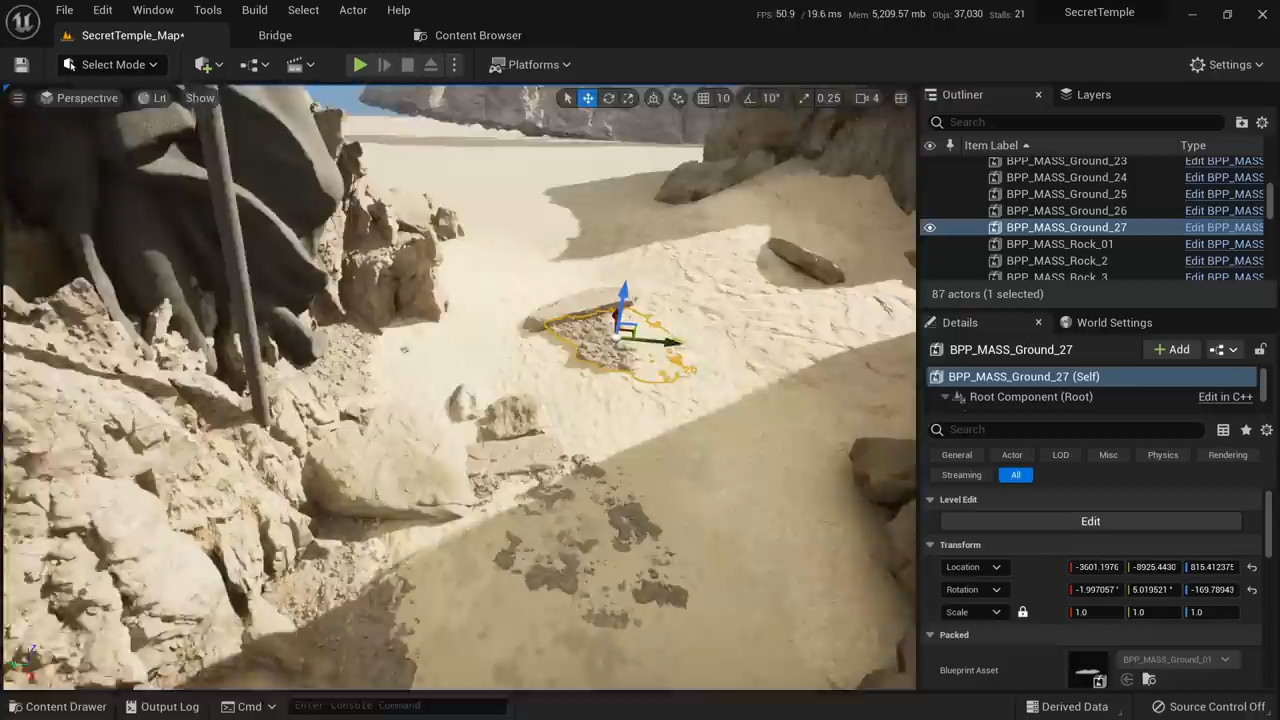 File Edit Window Tools Build Select Actor Help
FPS: 50.9 / 19.6 ms Mem: 5,209.57 mb Objs: 37,030 Stalls: 21
SecretTemple
SecretTemple_Map*
Bridge
Content Browser
Select Mode
Platforms
Settings
Perspective Lit Show
10 10° 0.25 4
Outliner Layers
Search
Item Label Type
BPP_MASS_Ground_23 Edit BPP_MASS
BPP_MASS_Ground_24 Edit BPP_MASS
BPP_MASS_Ground_25 Edit BPP_MASS
BPP_MASS_Ground_26 Edit BPP_MASS
BPP_MASS_Ground_27 Edit BPP_MASS
BPP_MASS_Rock_01 Edit BPP_MASS
BPP_MASS_Rock_2 Edit BPP_MASS
BPP_MASS_Rock_3 Edit BPP_MASS
87 actors (1 selected)
Details World Settings
BPP_MASS_Ground_27 Add
BPP_MASS_Ground_27 (Self)
Root Component (Root) Edit in C++
Search
General Actor LOD Misc Physics Rendering
Streaming All
Level Edit
Edit
Transform
Location -3601.1976 -8925.4430 815.412375
Rotation -1.997057° 5.019521° -169.78943
Scale 1.0 1.0 1.0
Packed
Blueprint Asset BPP_MASS_Ground_01
Z
Content Drawer Output Log Cmd Enter Console Command Derived Data Source Control Off